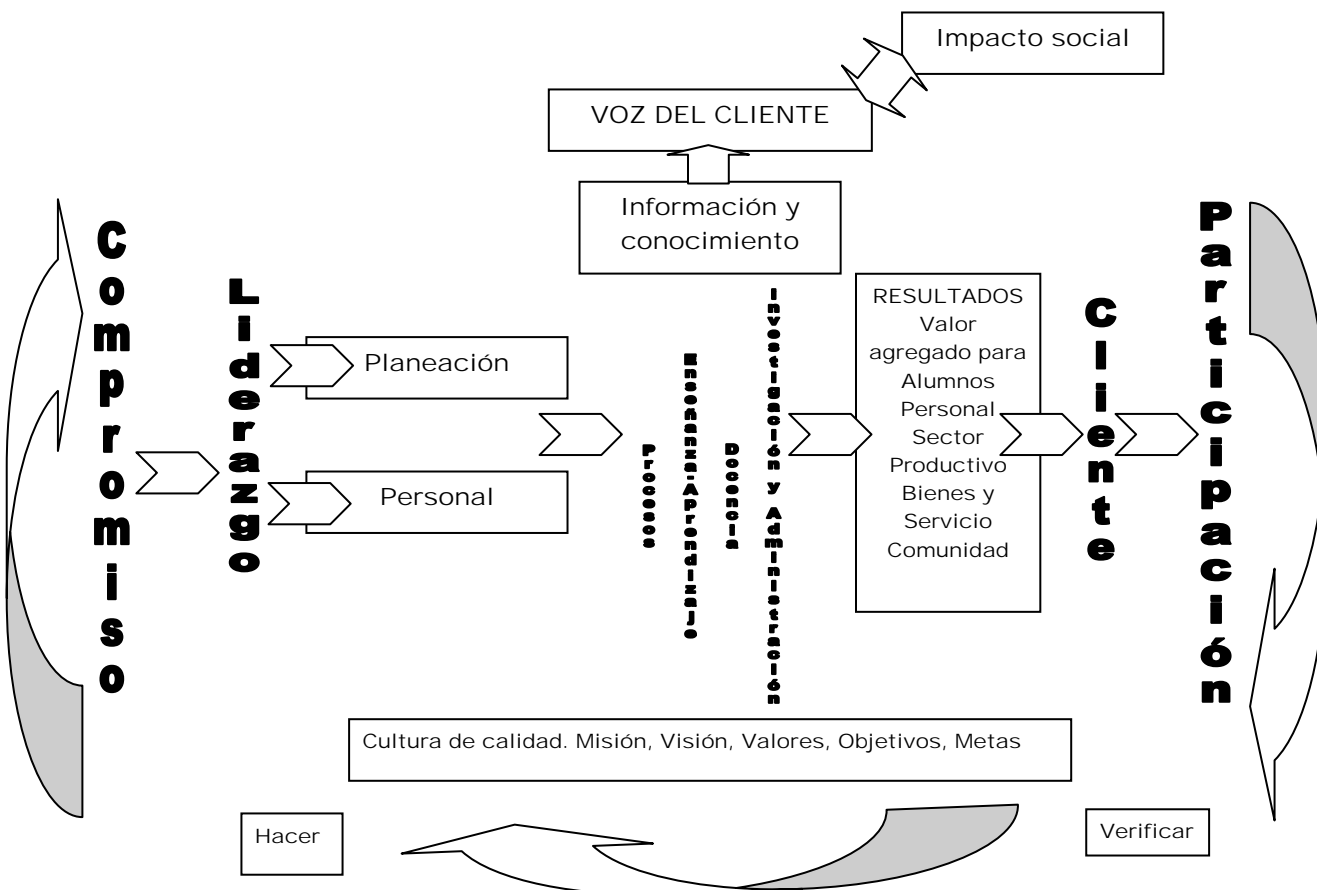 Impacto social
VOZ DEL CLIENTE
Información y
conocimiento
Compromiso
Liderazgo
Planeación
Personal
Procesos
Enseñanza-Aprendizaje
Docencia
Investigación y Administración
RESULTADOS
Valor
agregado para
Alumnos
Personal
Sector
Productivo
Bienes y
Servicio
Comunidad
Cliente
Participación
Cultura de calidad. Misión, Visión, Valores, Objetivos, Metas
Hacer
Verificar